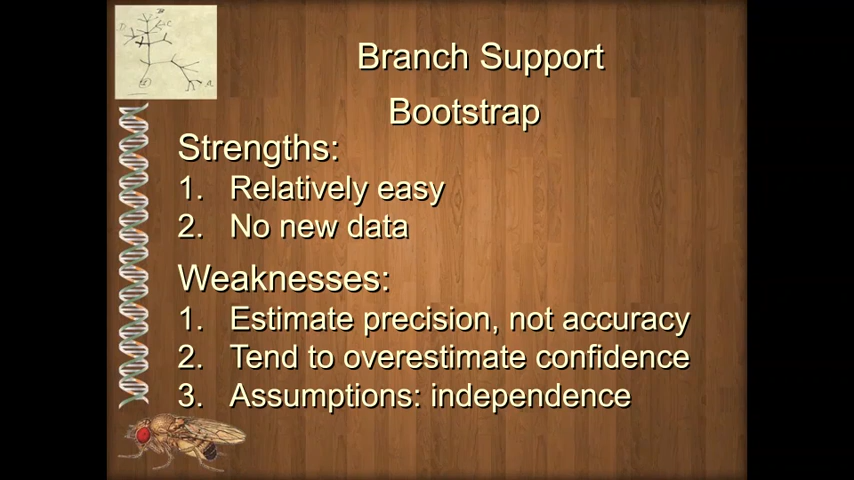 Branch Support
Bootstrap
Strengths:
1. Relatively easy
2. No new data
Weaknesses:
1. Estimate precision, not accuracy
2. Tend to overestimate confidence
3. Assumptions: independence